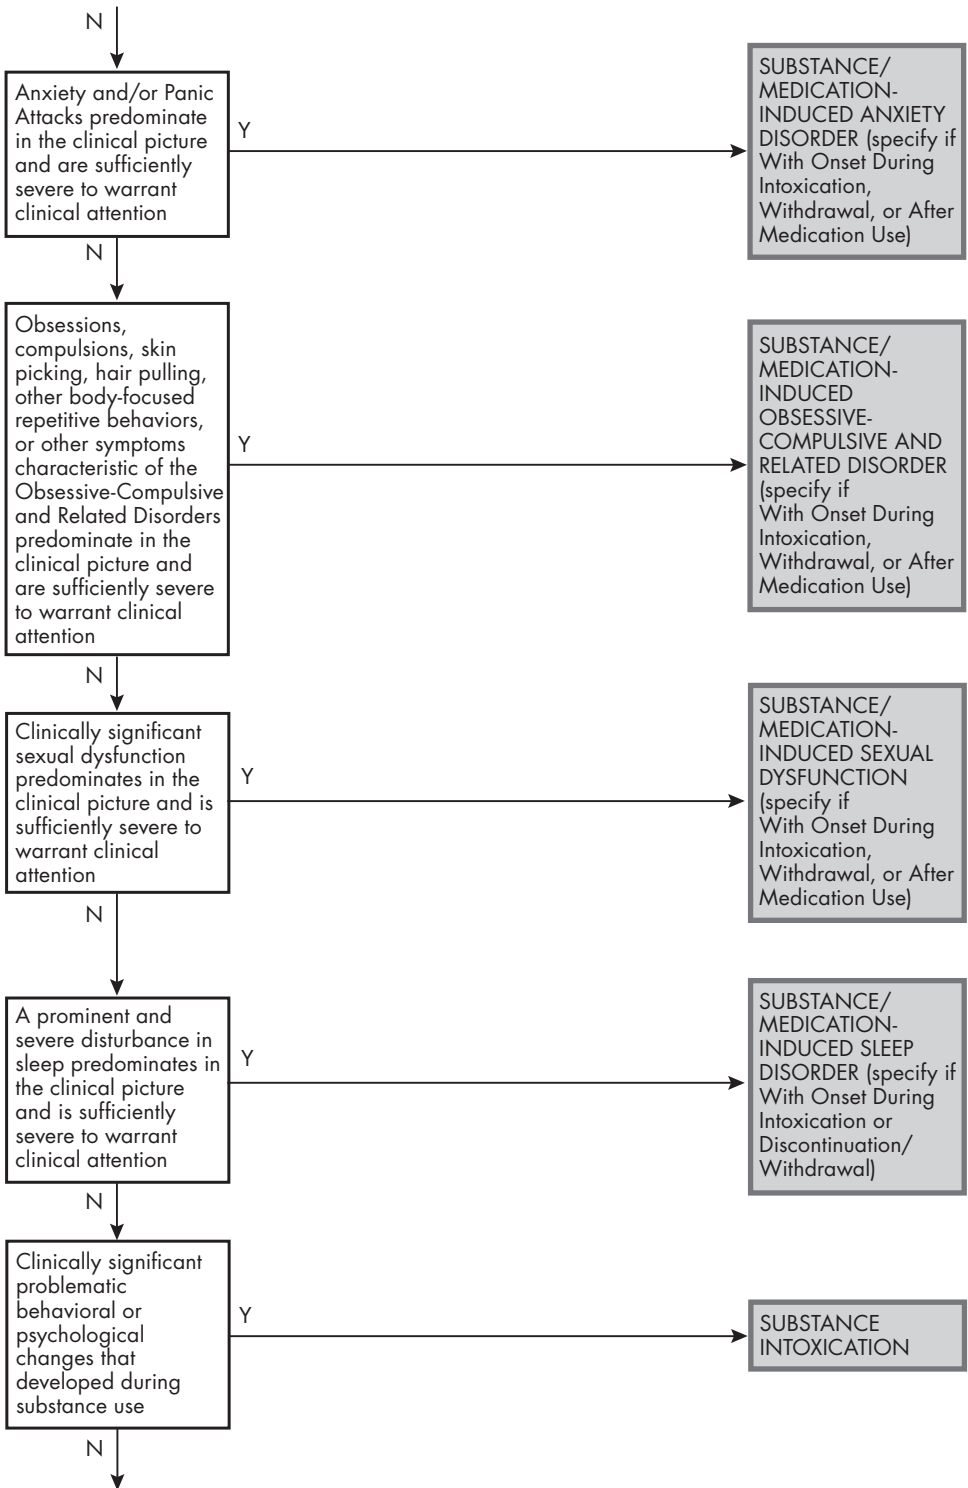 N
Anxiety and/or Panic
Attacks predominate
in the clinical picture
and are sufficiently
severe to warrant
clinical attention
Y
SUBSTANCE/
MEDICATION-
INDUCED ANXIETY
DISORDER (specify if
With Onset During
Intoxication,
Withdrawal, or After
Medication Use)
N
Obsessions,
compulsions, skin
picking, hair pulling,
other body-focused
repetitive behaviors,
or other symptoms
characteristic of the
Obsessive-Compulsive
and Related Disorders
predominate in the
clinical picture and
are sufficiently severe
to warrant clinical
attention
Y
SUBSTANCE/
MEDICATION-
INDUCED
OBSESSIVE-
COMPULSIVE AND
RELATED DISORDER
(specify if
With Onset During
Intoxication,
Withdrawal, or After
Medication Use)
N
Clinically significant
sexual dysfunction
predominates in the
clinical picture and is
sufficiently severe to
warrant clinical
attention
Y
SUBSTANCE/
MEDICATION-
INDUCED SEXUAL
DYSFUNCTION
(specify if
With Onset During
Intoxication,
Withdrawal, or After
Medication Use)
N
A prominent and
severe disturbance in
sleep predominates in
the clinical picture
and is sufficiently
severe to warrant
clinical attention
Y
SUBSTANCE/
MEDICATION-
INDUCED SLEEP
DISORDER (specify if
With Onset During
Intoxication or
Discontinuation/
Withdrawal)
N
Clinically significant
problematic
behavioral or
psychological
changes that
developed during
substance use
Y
SUBSTANCE
INTOXICATION
N